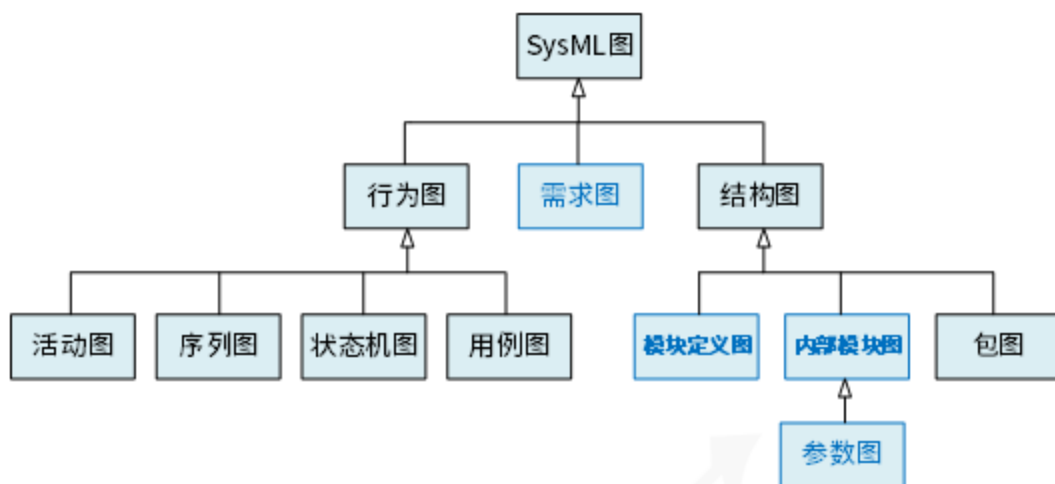 SysML图
行为图
需求图
结构图
活动图
序列图
状态机图
用例图
模块定义图
内部模块图
包图
参数图